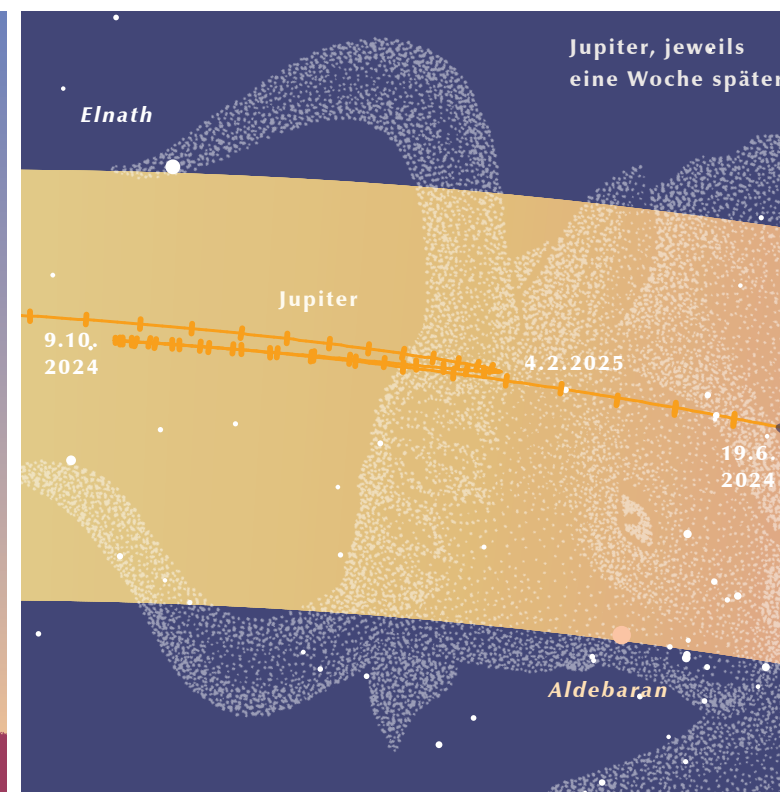 Jupiter, jeweils
eine Woche später
Elnath
Jupiter
9.10.
2024
4.2.2025
19.6.
2024
Aldebaran